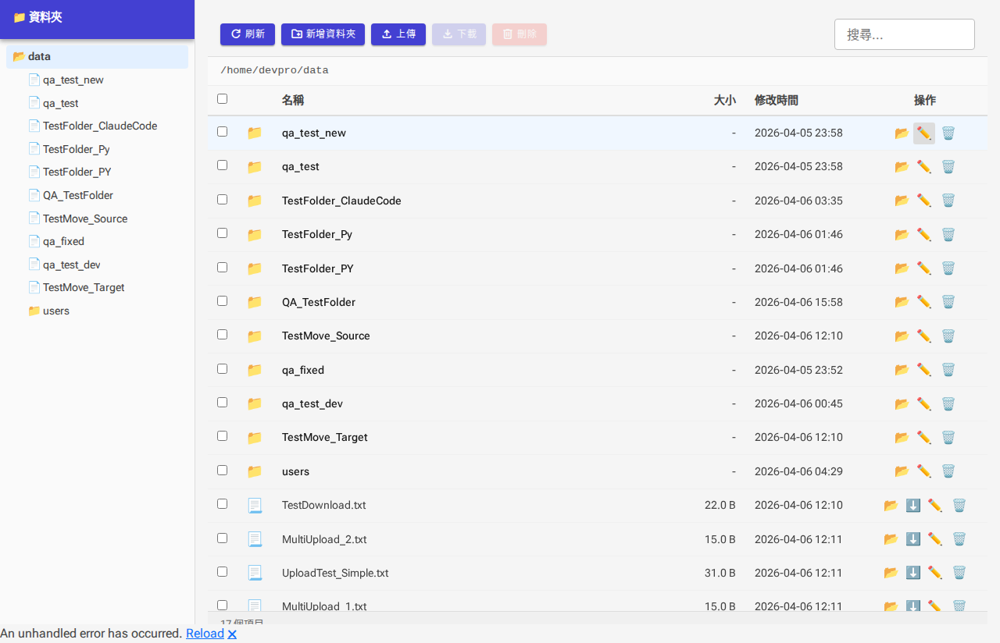 資料夾
data
qa_test_new
qa_test
TestFolder_ClaudeCode
TestFolder_Py
TestFolder_PY
QA_TestFolder
TestMove_Source
qa_fixed
qa_test_dev
TestMove_Target
users
刷新 新增資料夾 上傳 下載 刪除 搜尋...
/home/devpro/data
名稱 大小 修改時間 操作
qa_test_new - 2026-04-05 23:58
qa_test - 2026-04-05 23:58
TestFolder_ClaudeCode - 2026-04-06 03:35
TestFolder_Py - 2026-04-06 01:46
TestFolder_PY - 2026-04-06 01:46
QA_TestFolder - 2026-04-06 15:58
TestMove_Source - 2026-04-06 12:10
qa_fixed - 2026-04-05 23:52
qa_test_dev - 2026-04-06 00:45
TestMove_Target - 2026-04-06 12:10
users - 2026-04-06 04:29
TestDownload.txt 22.0 B 2026-04-06 12:10
MultiUpload_2.txt 15.0 B 2026-04-06 12:11
UploadTest_Simple.txt 31.0 B 2026-04-06 12:11
MultiUpload_1.txt 15.0 B 2026-04-06 12:11
17 個項目
An unhandled error has occurred. Reload X